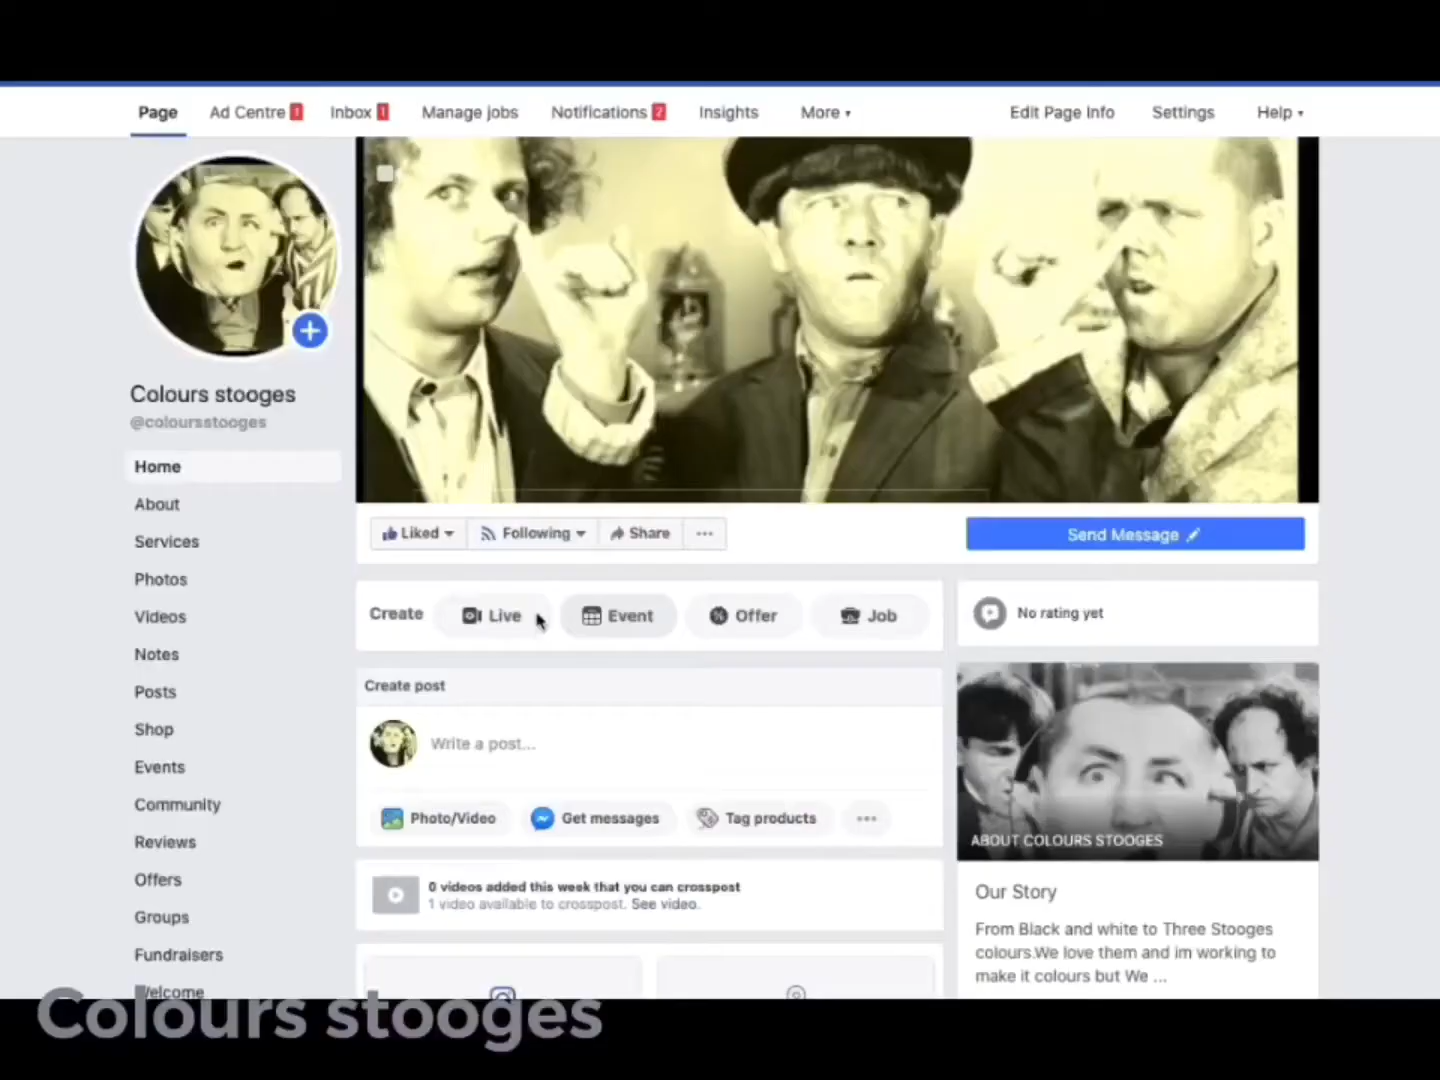 Page Ad Centre 1 Inbox 1 Manage jobs Notifications 2 Insights More Edit Page Info Settings Help
Colours stooges
@coloursstooges
Home
About
Services
Photos
Videos
Notes
Posts
Shop
Events
Community
Reviews
Offers
Groups
Fundraisers
Welcome
Liked Following Share ...
Send Message
Create Live Event Offer Job
Create post
Write a post...
Photo/Video Get messages Tag products ...
0 videos added this week that you can crosspost
1 video available to crosspost. See video.
No rating yet
ABOUT COLOURS STOOGES
Our Story
From Black and white to Three Stooges
colours.We love them and im working to
make it colours but We ...
Colours stooges